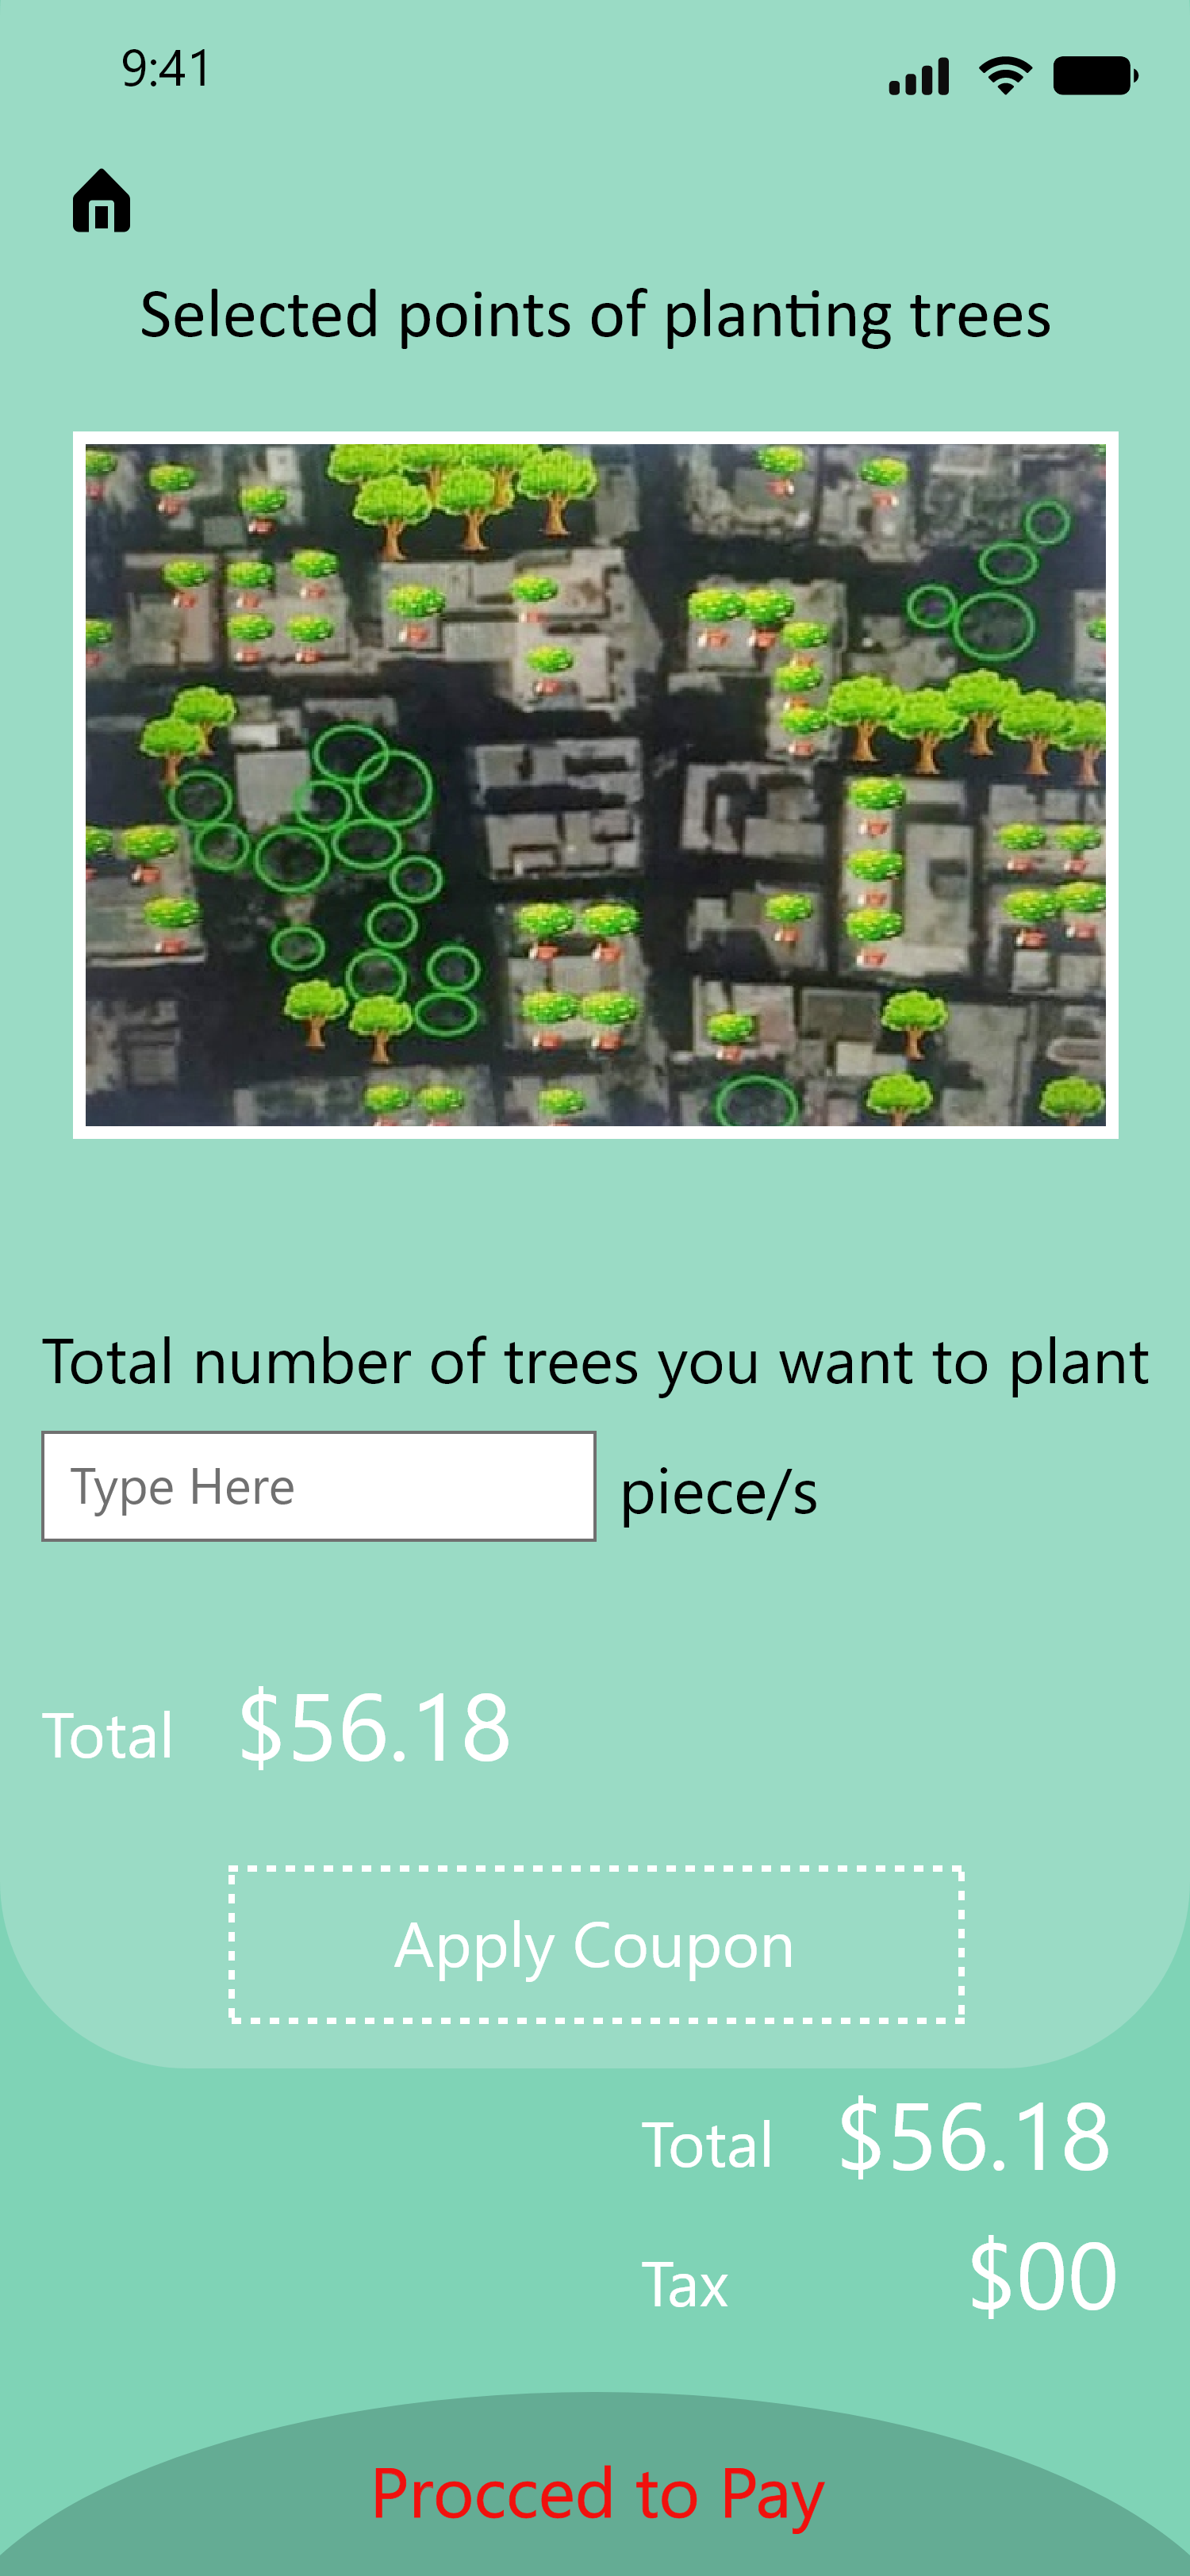 9:41
Selected points of planting trees
Total number of trees you want to plant
Type Here
piece/s
Total $56.18
Apply Coupon
Total $56.18
Tax $00
Procced to Pay